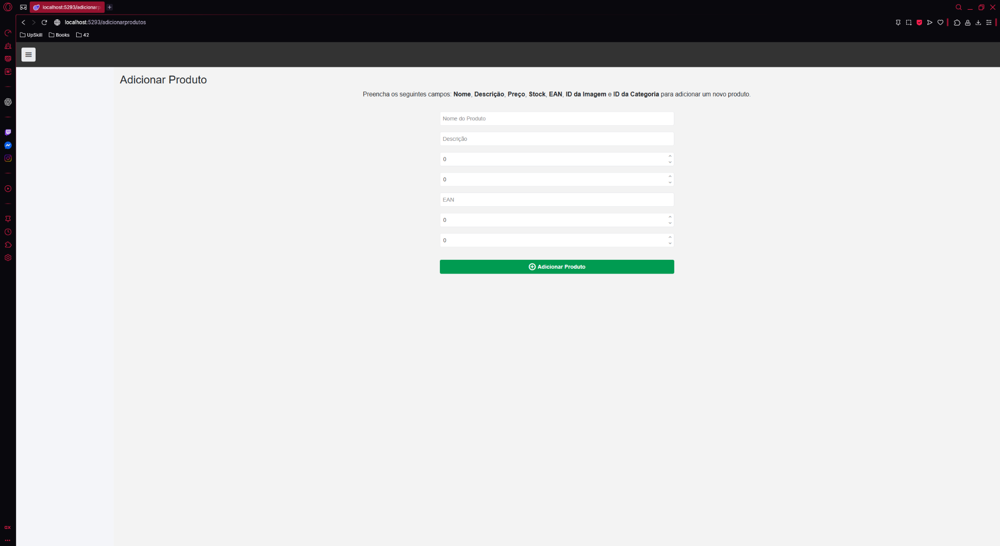 localhost:5293/adicionarp
localhost:5293/adicionarprodutos
UpSkill Books 42
Adicionar Produto
Preencha os seguintes campos: Nome, Descrição, Preço, Stock, EAN, ID da Imagem e ID da Categoria para adicionar um novo produto.
Nome do Produto
Descrição
0
0
EAN
0
0
Adicionar Produto
M
GX